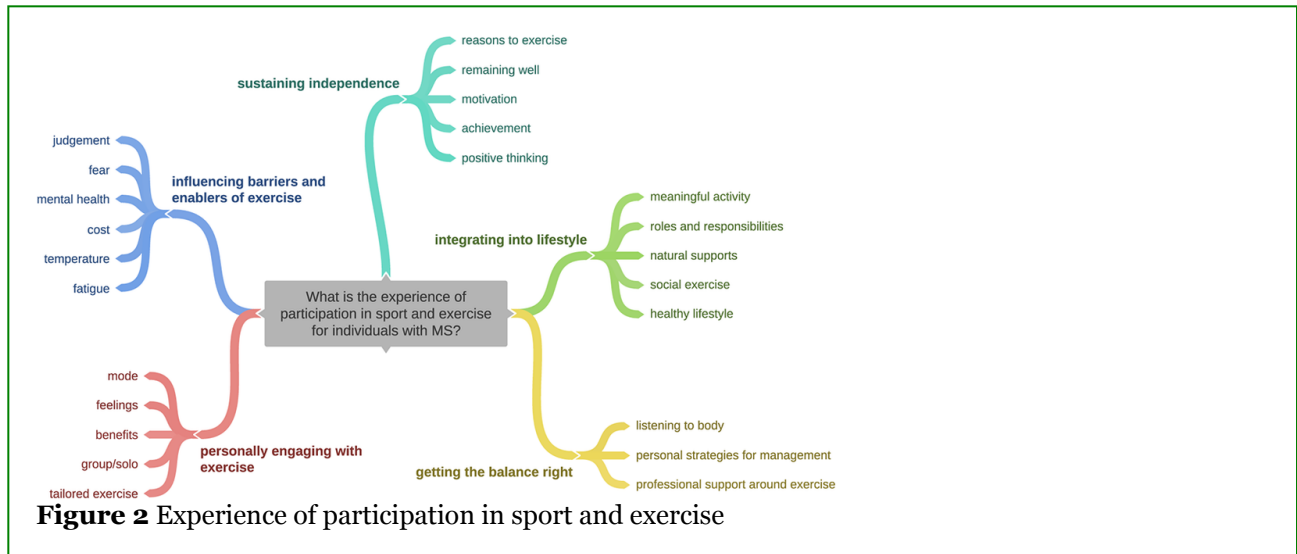 sustaining independence
reasons to exercise
remaining well
motivation
achievement
positive thinking
influencing barriers and
enablers of exercise
judgement
fear
mental health
cost
temperature
fatigue
integrating into lifestyle
meaningful activity
roles and responsibilities
natural supports
social exercise
healthy lifestyle
What is the experience of
participation in sport and exercise
for individuals with MS?
personally engaging with
exercise
mode
feelings
benefits
group/solo
tailored exercise
getting the balance right
listening to body
personal strategies for management
professional support around exercise
Figure 2 Experience of participation in sport and exercise